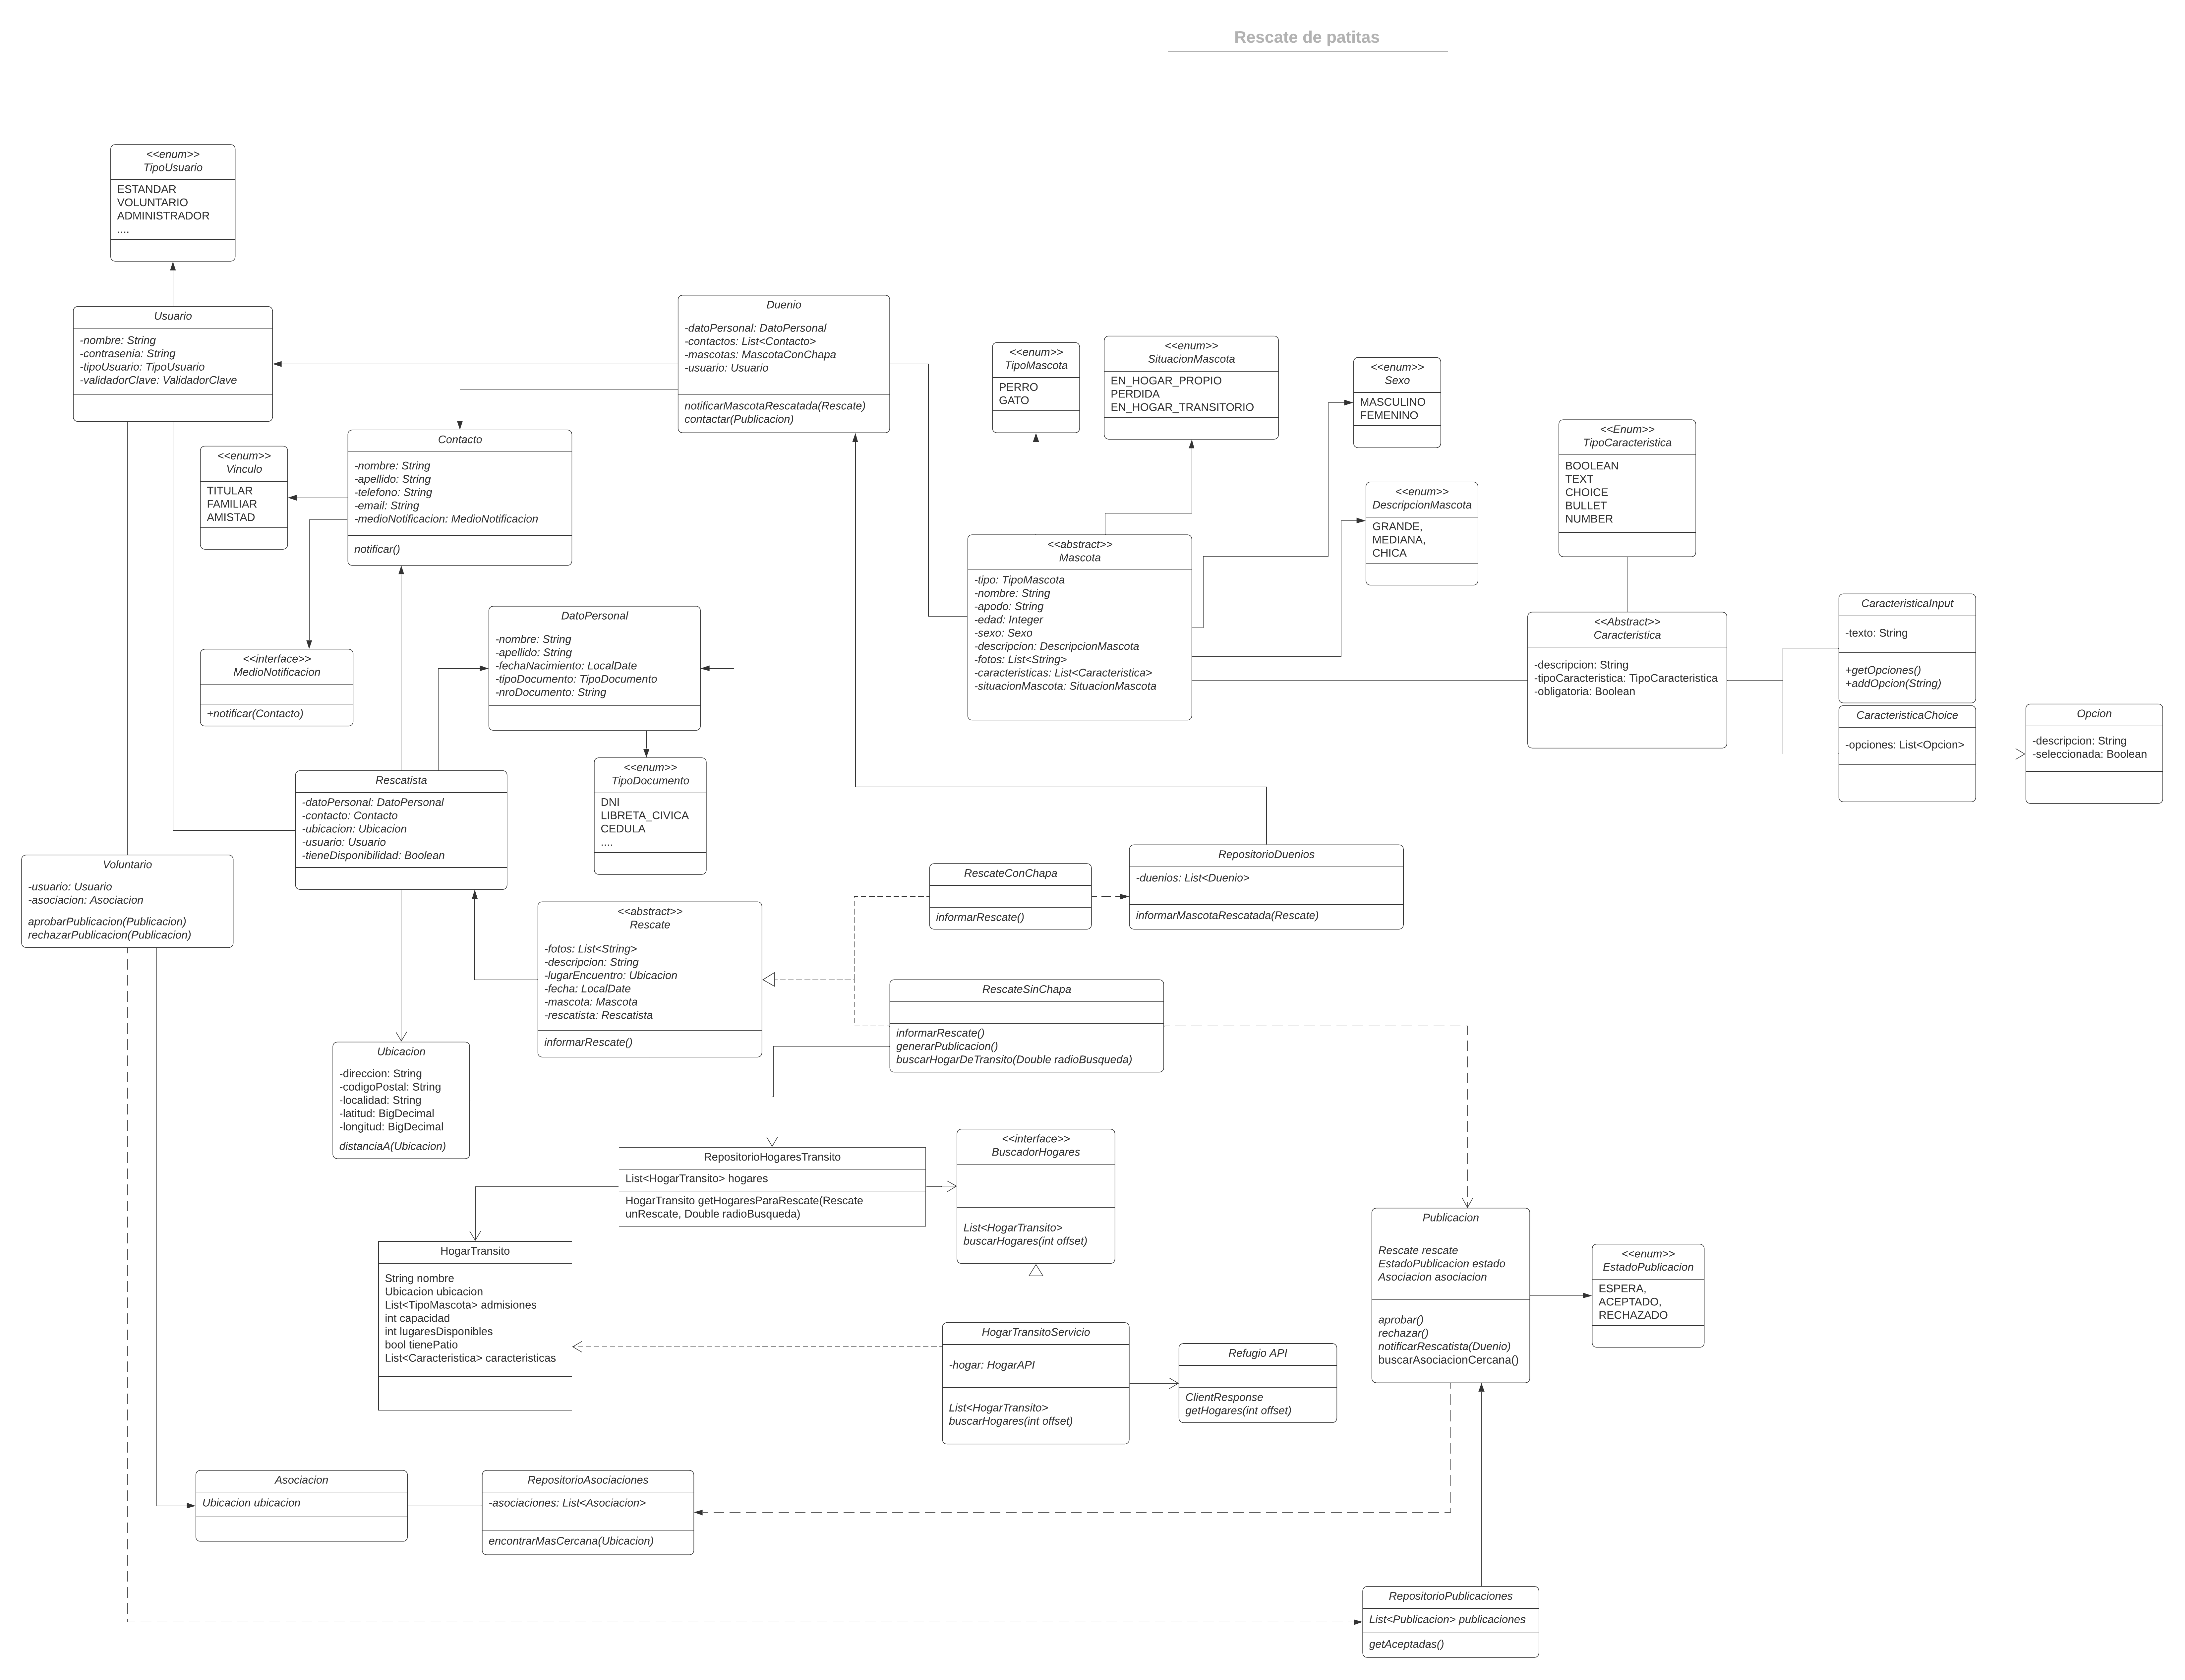 Rescate de patitas
<<enum>>
TipoUsuario
ESTANDAR
VOLUNTARIO
ADMINISTRADOR
....
Usuario
-nombre: String
-contrasenia: String
-tipoUsuario: TipoUsuario
-validadorClave: ValidadorClave
Duenio
-datoPersonal: DatoPersonal
-contactos: List<Contacto>
-mascotas: MascotaConChapa
-usuario: Usuario
notificarMascotaRescatada(Rescate)
contactar(Publicacion)
<<enum>>
TipoMascota
PERRO
GATO
<<enum>>
SituacionMascota
EN_HOGAR_PROPIO
PERDIDA
EN_HOGAR_TRANSITORIO
<<enum>>
Sexo
MASCULINO
FEMENINO
<<Enum>>
TipoCaracteristica
BOOLEAN
TEXT
CHOICE
BULLET
NUMBER
<<enum>>
Vinculo
TITULAR
FAMILIAR
AMISTAD
Contacto
-nombre: String
-apellido: String
-telefono: String
-email: String
-medioNotificacion: MedioNotificacion
notificar()
<<enum>>
DescripcionMascota
GRANDE,
MEDIANA,
CHICA
<<abstract>>
Mascota
-tipo: TipoMascota
-nombre: String
-apodo: String
-edad: Integer
-sexo: Sexo
-descripcion: DescripcionMascota
-fotos: List<String>
-caracteristicas: List<Caracteristica>
-situacionMascota: SituacionMascota
<<Abstract>>
Caracteristica
-descripcion: String
-tipoCaracteristica: TipoCaracteristica
-obligatoria: Boolean
CaracteristicaInput
-texto: String
+getOpciones()
+addOpcion(String)
CaracteristicaChoice
-opciones: List<Opcion>
Opcion
-descripcion: String
-seleccionada: Boolean
<<interface>>
MedioNotificacion
+notificar(Contacto)
DatoPersonal
-nombre: String
-apellido: String
-fechaNacimiento: LocalDate
-tipoDocumento: TipoDocumento
-nroDocumento: String
<<enum>>
TipoDocumento
DNI
LIBRETA_CIVICA
CEDULA
....
Rescatista
-datoPersonal: DatoPersonal
-contacto: Contacto
-ubicacion: Ubicacion
-usuario: Usuario
-tieneDisponibilidad: Boolean
Voluntario
-usuario: Usuario
-asociacion: Asociacion
aprobarPublicacion(Publicacion)
rechazarPublicacion(Publicacion)
<<abstract>>
Rescate
-fotos: List<String>
-descripcion: String
-lugarEncuentro: Ubicacion
-fecha: LocalDate
-mascota: Mascota
-rescatista: Rescatista
informarRescate()
RescateConChapa
informarRescate()
RepositorioDuenios
-duenios: List<Duenio>
informarMascotaRescatada(Rescate)
RescateSinChapa
informarRescate()
generarPublicacion()
buscarHogarDeTransito(Double radioBusqueda)
Ubicacion
-direccion: String
-codigoPostal: String
-localidad: String
-latitud: BigDecimal
-longitud: BigDecimal
distanciaA(Ubicacion)
RepositorioHogaresTransito
List<HogarTransito> hogares
HogarTransito getHogaresParaRescate(Rescate
unRescate, Double radioBusqueda)
<<interface>>
BuscadorHogares
List<HogarTransito>
buscarHogares(int offset)
HogarTransito
String nombre
Ubicacion ubicacion
List<TipoMascota> admisiones
int capacidad
int lugaresDisponibles
bool tienePatio
List<Caracteristica> caracteristicas
HogarTransitoServicio
-hogar: HogarAPI
List<HogarTransito>
buscarHogares(int offset)
Refugio API
ClientResponse
getHogares(int offset)
Publicacion
Rescate rescate
EstadoPublicacion estado
Asociacion asociacion
aprobar()
rechazar()
notificarRescatista(Duenio)
buscarAsociacionCercana()
<<enum>>
EstadoPublicacion
ESPERA,
ACEPTADO,
RECHAZADO
Asociacion
Ubicacion ubicacion
RepositorioAsociaciones
-asociaciones: List<Asociacion>
encontrarMasCercana(Ubicacion)
RepositorioPublicaciones
List<Publicacion> publicaciones
getAceptadas()